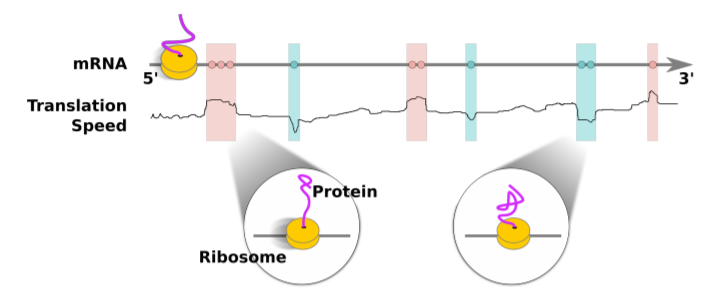 mRNA
5'
3'
Translation
Speed
Protein
Ribosome